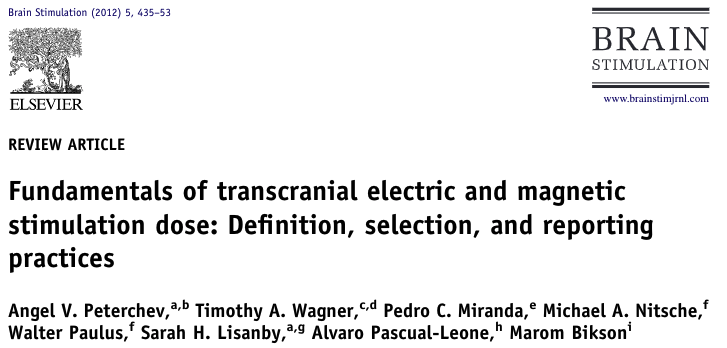 Brain Stimulation (2012) 5, 435–53
ELSEVIER
BRAIN
STIMULATION
www.brainstimjrnl.com
REVIEW ARTICLE
Fundamentals of transcranial electric and magnetic
stimulation dose: Definition, selection, and reporting
practices
Angel V. Peterchev,a,b Timothy A. Wagner,c,d Pedro C. Miranda,e Michael A. Nitsche,f
Walter Paulus,f Sarah H. Lisanby,a,g Alvaro Pascual-Leone,h Marom Biksoni